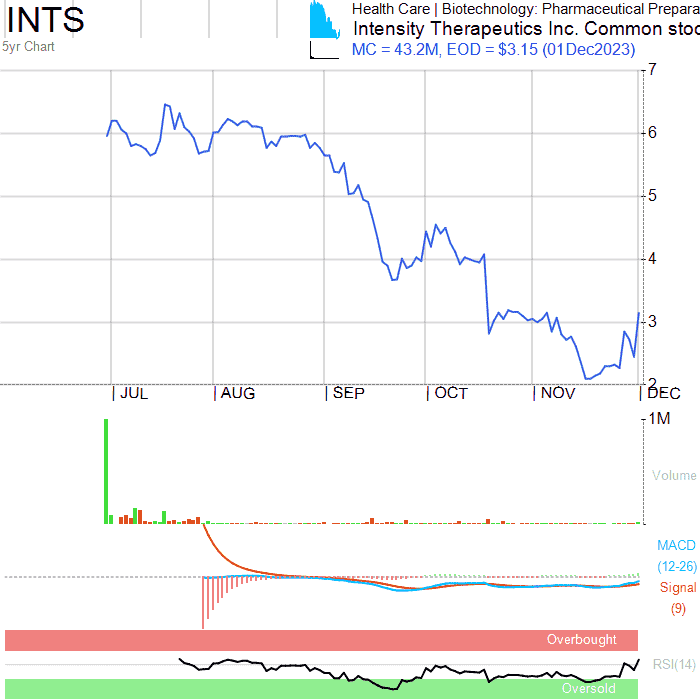 INTS
5yr Chart
Health Care | Biotechnology: Pharmaceutical Prepara
Intensity Therapeutics Inc. Common stoc
MC = 43.2M, EOD = $3.15 (01Dec2023)
7
6
5
4
3
2
JUL AUG SEP OCT NOV DEC
1M
Volume
MACD
(12-26)
Signal
(9)
Overbought
RSI(14)
Oversold